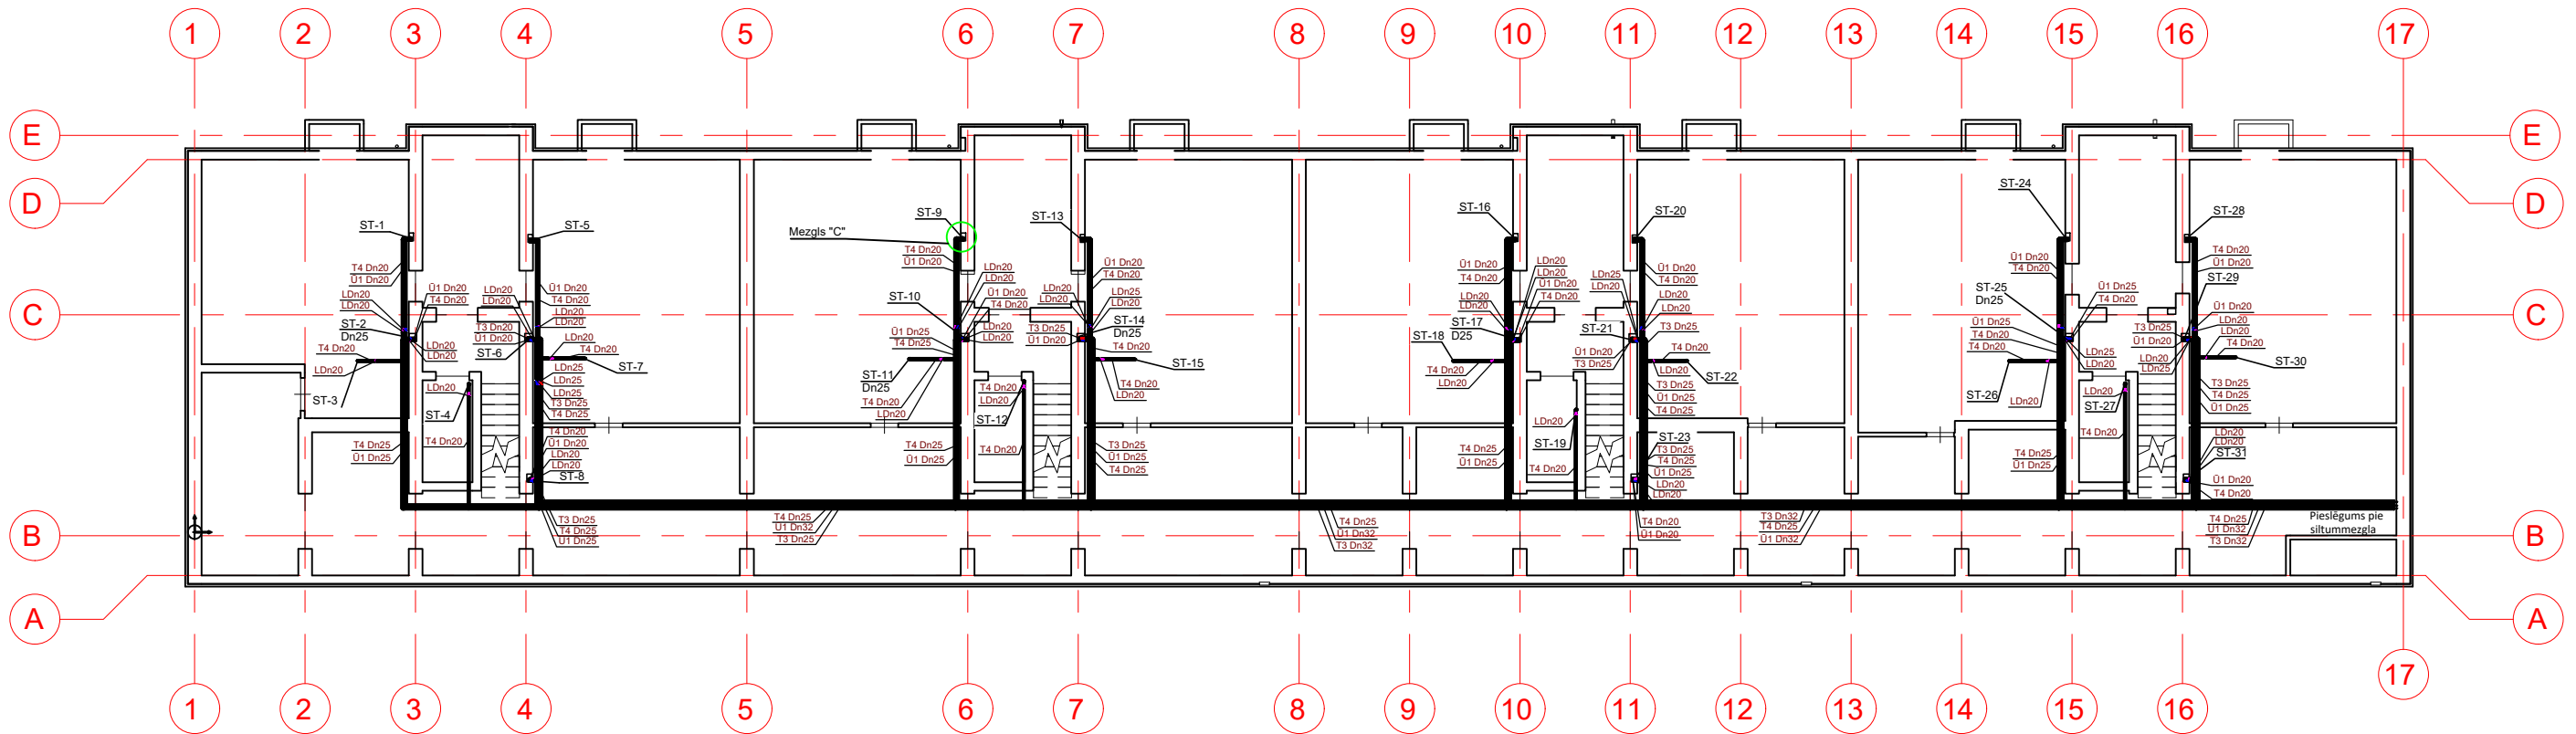 1 2 3 4 5 6 7 8 9 10 11 12 13 14 15 16 17
E E
D D
C C
B B
A A
ST-1
T4 Dn20
Ū1 Dn20
LDn20
LDn20
ST-2
Dn25
T4 Dn20
LDn20
ST-3
T4 Dn25
Ū1 Dn25
Ū1 Dn20
T4 Dn20
LDn20
LDn20
ST-4
LDn20
T4 Dn20
ST-5
Ū1 Dn20
T4 Dn20
LDn20
LDn20
LDn20
T3 Dn20
Ū1 Dn20
ST-6
LDn20
T4 Dn20
ST-7
LDn25
LDn25
T3 Dn25
T4 Dn25
T4 Dn20
Ū1 Dn20
LDn20
LDn20
ST-8
T3 Dn25
T4 Dn25
Ū1 Dn25
T4 Dn25
Ū1 Dn32
T3 Dn25
ST-9
Mezgls "C"
T4 Dn20
Ū1 Dn20
LDn20
LDn20
ST-10
Ū1 Dn20
T4 Dn20
Ū1 Dn25
T4 Dn25
LDn20
LDn20
ST-11
Dn25
T4 Dn20
LDn20
T4 Dn20
LDn20
ST-12
T4 Dn20
T4 Dn25
Ū1 Dn25
ST-13
Ū1 Dn20
T4 Dn20
LDn20
LDn20
LDn25
LDn20
ST-14
Dn25
T3 Dn25
Ū1 Dn20
T4 Dn20
ST-15
T4 Dn20
LDn20
T3 Dn25
Ū1 Dn25
T4 Dn25
T4 Dn25
Ū1 Dn32
T3 Dn32
ST-16
Ū1 Dn20
T4 Dn20
LDn20
LDn20
Ū1 Dn20
T4 Dn20
LDn20
LDn20
ST-17
D25
ST-18
T4 Dn20
LDn20
LDn20
ST-19
T4 Dn20
T4 Dn25
Ū1 Dn25
ST-20
Ū1 Dn20
T4 Dn20
LDn25
LDn20
LDn20
LDn20
ST-21
T3 Dn25
Ū1 Dn20
T3 Dn25
T4 Dn20
LDn20
ST-22
T3 Dn25
Ū1 Dn25
T4 Dn25
ST-23
T3 Dn25
T4 Dn25
Ū1 Dn25
LDn20
LDn20
T4 Dn20
Ū1 Dn20
T3 Dn32
T4 Dn25
Ū1 Dn32
ST-24
Ū1 Dn20
T4 Dn20
ST-25
Dn25
Ū1 Dn25
T4 Dn20
Ū1 Dn25
T4 Dn20
T4 Dn20
LDn25
LDn20
ST-26
LDn20
LDn20
ST-27
T4 Dn20
T4 Dn25
Ū1 Dn25
ST-28
T4 Dn20
Ū1 Dn20
ST-29
Ū1 Dn20
LDn20
LDn20
T3 Dn25
Ū1 Dn20
T4 Dn20
LDn20
LDn25
ST-30
T3 Dn25
T4 Dn25
Ū1 Dn25
LDn20
LDn20
ST-31
Ū1 Dn20
T4 Dn20
T4 Dn25
Ū1 Dn32
T3 Dn32
Pieslēgums pie
siltummezgla
1 2 3 4 5 6 7 8 9 10 11 12 13 14 15 16 17